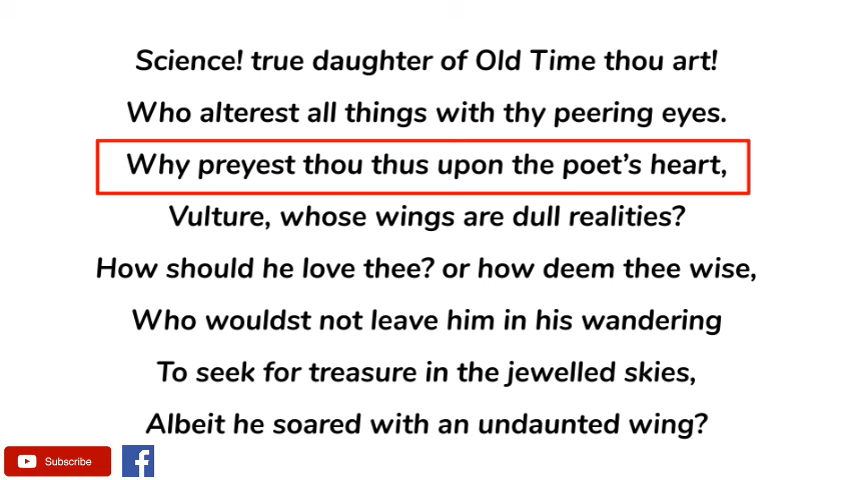 Science! true daughter of Old Time thou art!
Who alterest all things with thy peering eyes.
Why preyest thou thus upon the poet’s heart,
Vulture, whose wings are dull realities?
How should he love thee? or how deem thee wise,
Who wouldst not leave him in his wandering
To seek for treasure in the jewelled skies,
Albeit he soared with an undaunted wing?
Subscribe